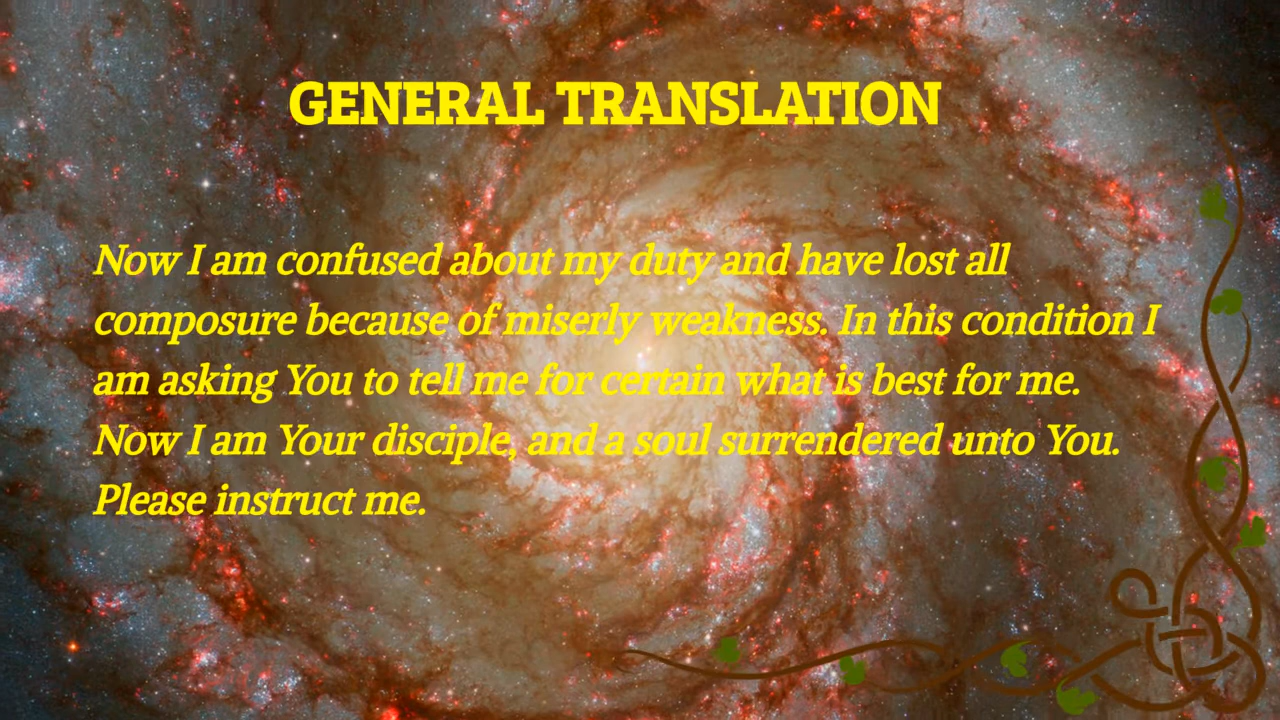 GENERAL TRANSLATION
Now I am confused about my duty and have lost all
composure because of miserly weakness. In this condition I
am asking You to tell me for certain what is best for me.
Now I am Your disciple, and a soul surrendered unto You.
Please instruct me.